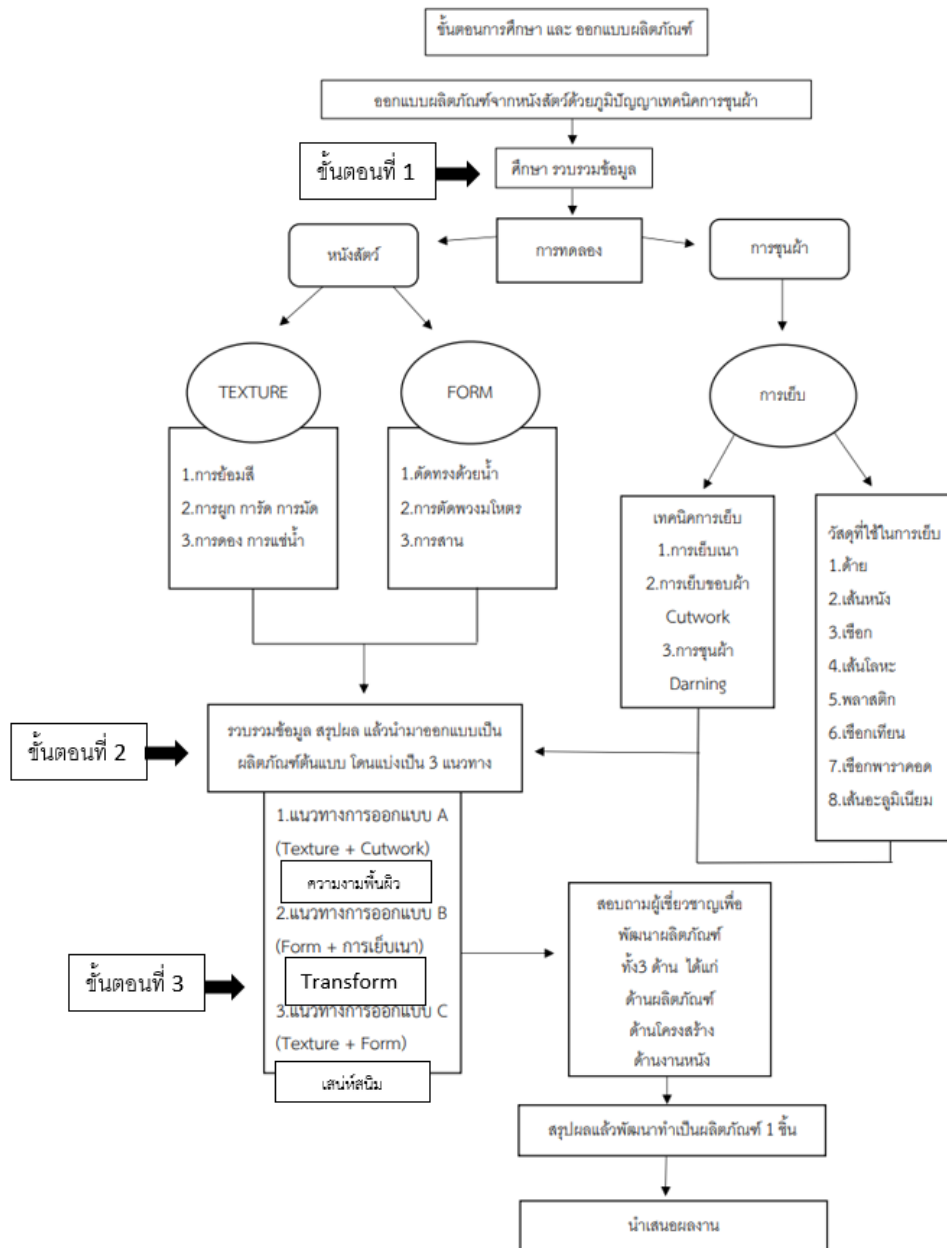 ขั้นตอนการศึกษา และ ออกแบบผลิตภัณฑ์
ออกแบบผลิตภัณฑ์จากหนังสัตว์ด้วยภูมิปัญญาเทคนิคการชุนผ้า
ขั้นตอนที่ 1
ศึกษา รวบรวมข้อมูล
หนังสัตว์
การทดลอง
การชุนผ้า
TEXTURE
FORM
การเย็บ
1.การย้อมสี
2.การผูก การัด การมัด
3.การดอง การแช่น้ำ
1.ดัดทรงด้วยน้ำ
2.การตัดพวงมโหตร
3.การสาน
เทคนิคการเย็บ
1.การเย็บเนา
2.การเย็บขอบผ้า
Cutwork
3.การชุนผ้า
Darning
วัสดุที่ใช้ในการเย็บ
1.ด้าย
2.เส้นหนัง
3.เชือก
4.เส้นโลหะ
5.พลาสติก
6.เชือกเทียน
7.เชือกพาราคอด
8.เส้นอะลูมิเนียม
ขั้นตอนที่ 2
รวบรวมข้อมูล สรุปผล แล้วนำมาออกแบบเป็น
ผลิตภัณฑ์ต้นแบบ โดนแบ่งเป็น 3 แนวทาง
1.แนวทางการออกแบบ A
(Texture + Cutwork)
ความงามพื้นผิว
2.แนวทางการออกแบบ B
(Form + การเย็บเนา)
ขั้นตอนที่ 3
Transform
3.แนวทางการออกแบบ C
(Texture + Form)
เสน่ห์สนิม
สอบถามผู้เชี่ยวชาญเพื่อ
พัฒนาผลิตภัณฑ์
ทั้ง3 ด้าน ได้แก่
ด้านผลิตภัณฑ์
ด้านโครงสร้าง
ด้านงานหนัง
สรุปผลแล้วพัฒนาทำเป็นผลิตภัณฑ์ 1 ชิ้น
นำเสนอผลงาน